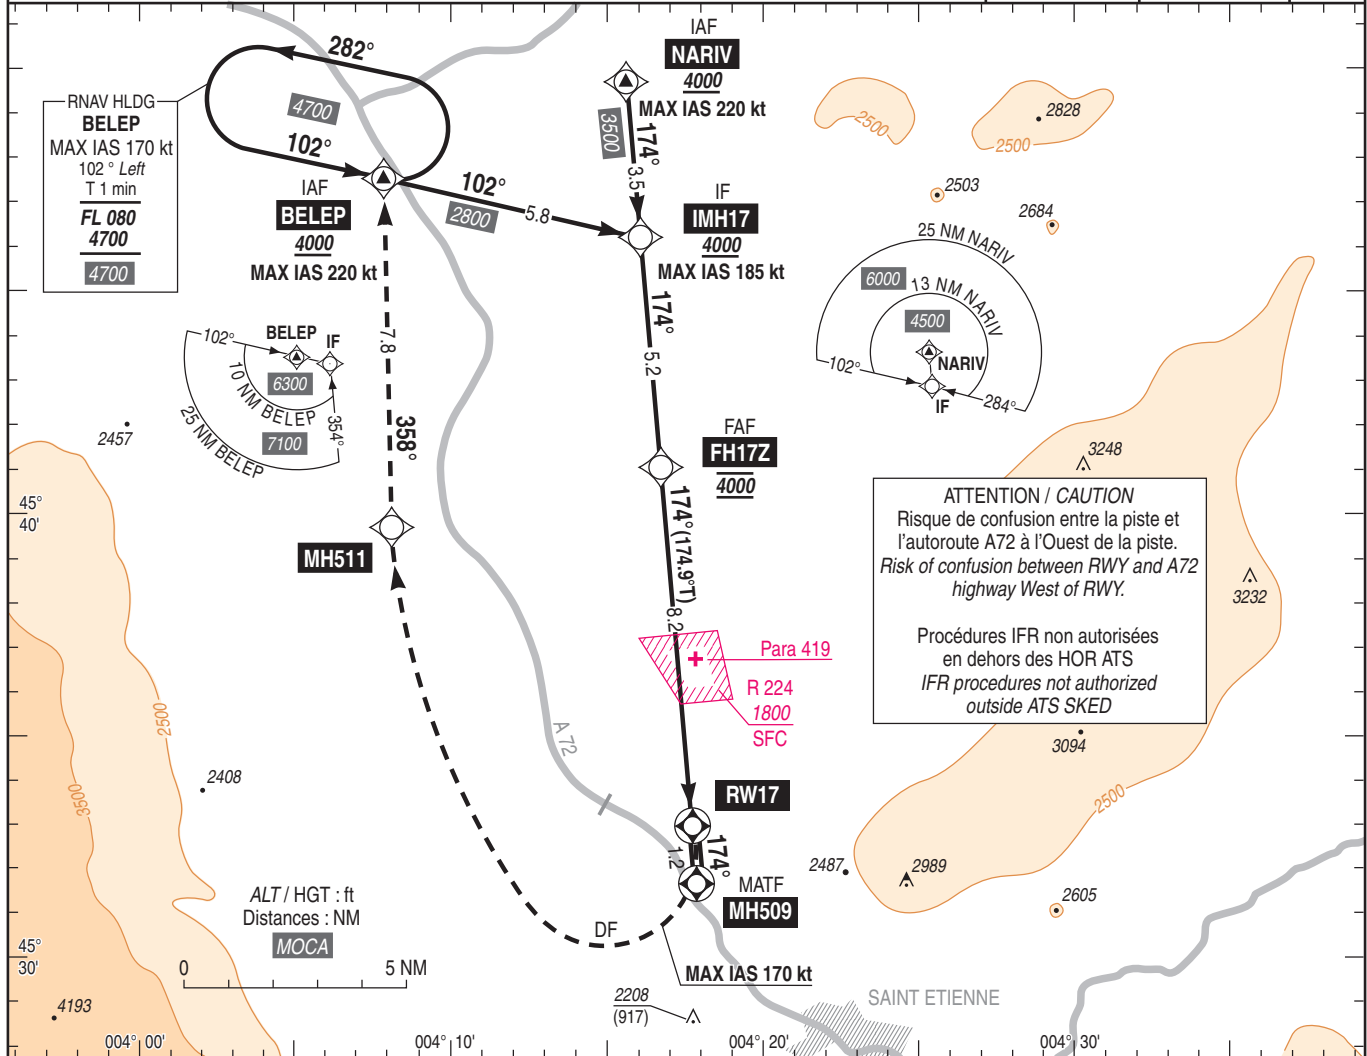 RNAV HLDG
BELEP
MAX IAS 170 kt
102 ° Left
T 1 min
FL 080
4700
4700
282°
4700
102°
IAF
BELEP
4000
MAX IAS 220 kt
102°
2800
5.8
IAF
NARIV
4000
MAX IAS 220 kt
3500
174°
3.5
IF
IMH17
4000
MAX IAS 185 kt
174°
5.2
FAF
FH17Z
4000
174° (174.9°T)
8.2
2500
2828
2500
2503
2684
25 NM NARIV
6000
13 NM NARIV
4500
NARIV
102°
284°
IF
BELEP
IF
102°
6300
10 NM BELEP
7100
354°
25 NM BELEP
7.8
358°
MH511
2457
45°
40'
3248
ATTENTION / CAUTION
Risque de confusion entre la piste et
l'autoroute A72 à l'Ouest de la piste.
Risk of confusion between RWY and A72
highway West of RWY.
Procédures IFR non autorisées
en dehors des HOR ATS
IFR procedures not authorized
outside ATS SKED
3232
3094
2500
Para 419
R 224
1800
SFC
A 72
2500
3500
2408
RW17
1.2
174°
MATF
MH509
DF
MAX IAS 170 kt
2487
2989
2605
ALT / HGT : ft
Distances : NM
MOCA
0
5 NM
45°
30'
4193
2208
(917)
SAINT ETIENNE
004° 00'
004° 10'
004° 20'
004° 30'